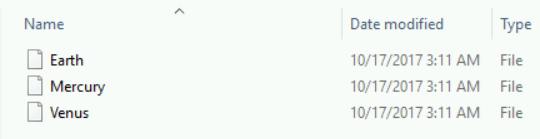 Name Date modified Type
Earth 10/17/2017 3:11 AM File
Mercury 10/17/2017 3:11 AM File
Venus 10/17/2017 3:11 AM File